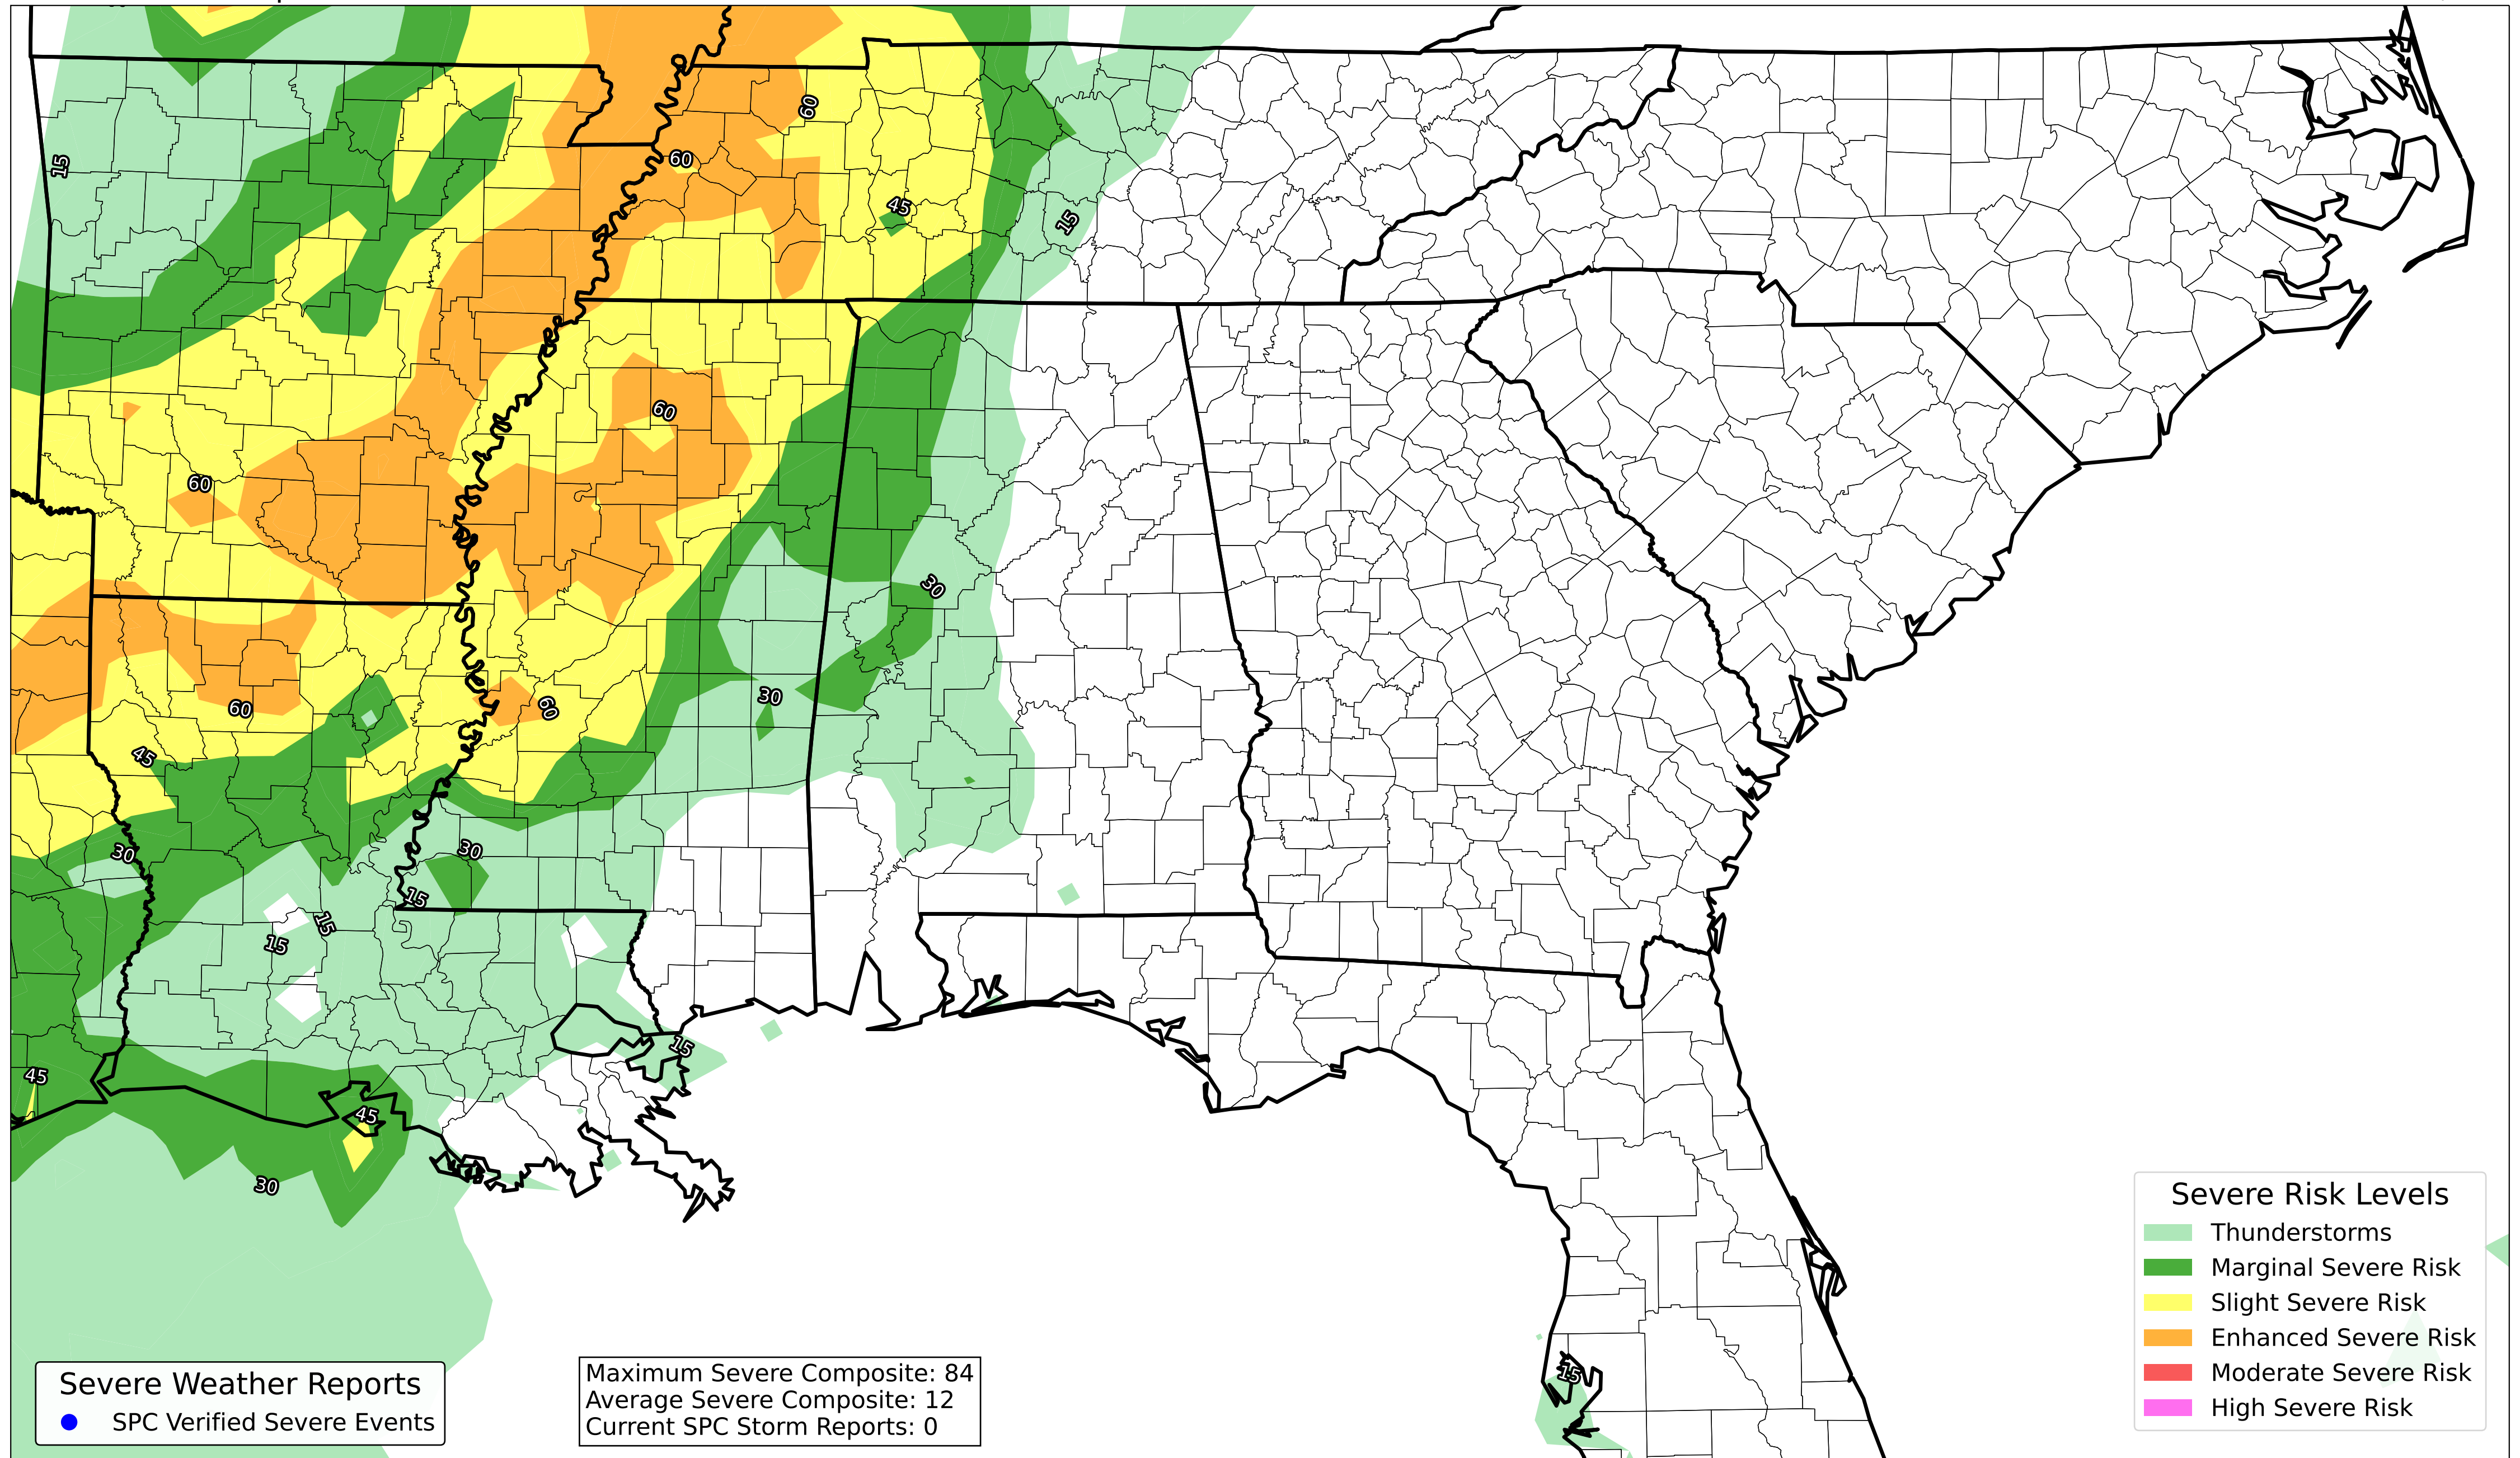 60
15
60
45
15
60
60
30
60
30
60
45
30
30
15
15
15
15
45
45
30
15
Severe Risk Levels
Thunderstorms
Marginal Severe Risk
Slight Severe Risk
Enhanced Severe Risk
Moderate Severe Risk
High Severe Risk
Severe Weather Reports
SPC Verified Severe Events
Maximum Severe Composite: 84
Average Severe Composite: 12
Current SPC Storm Reports: 0